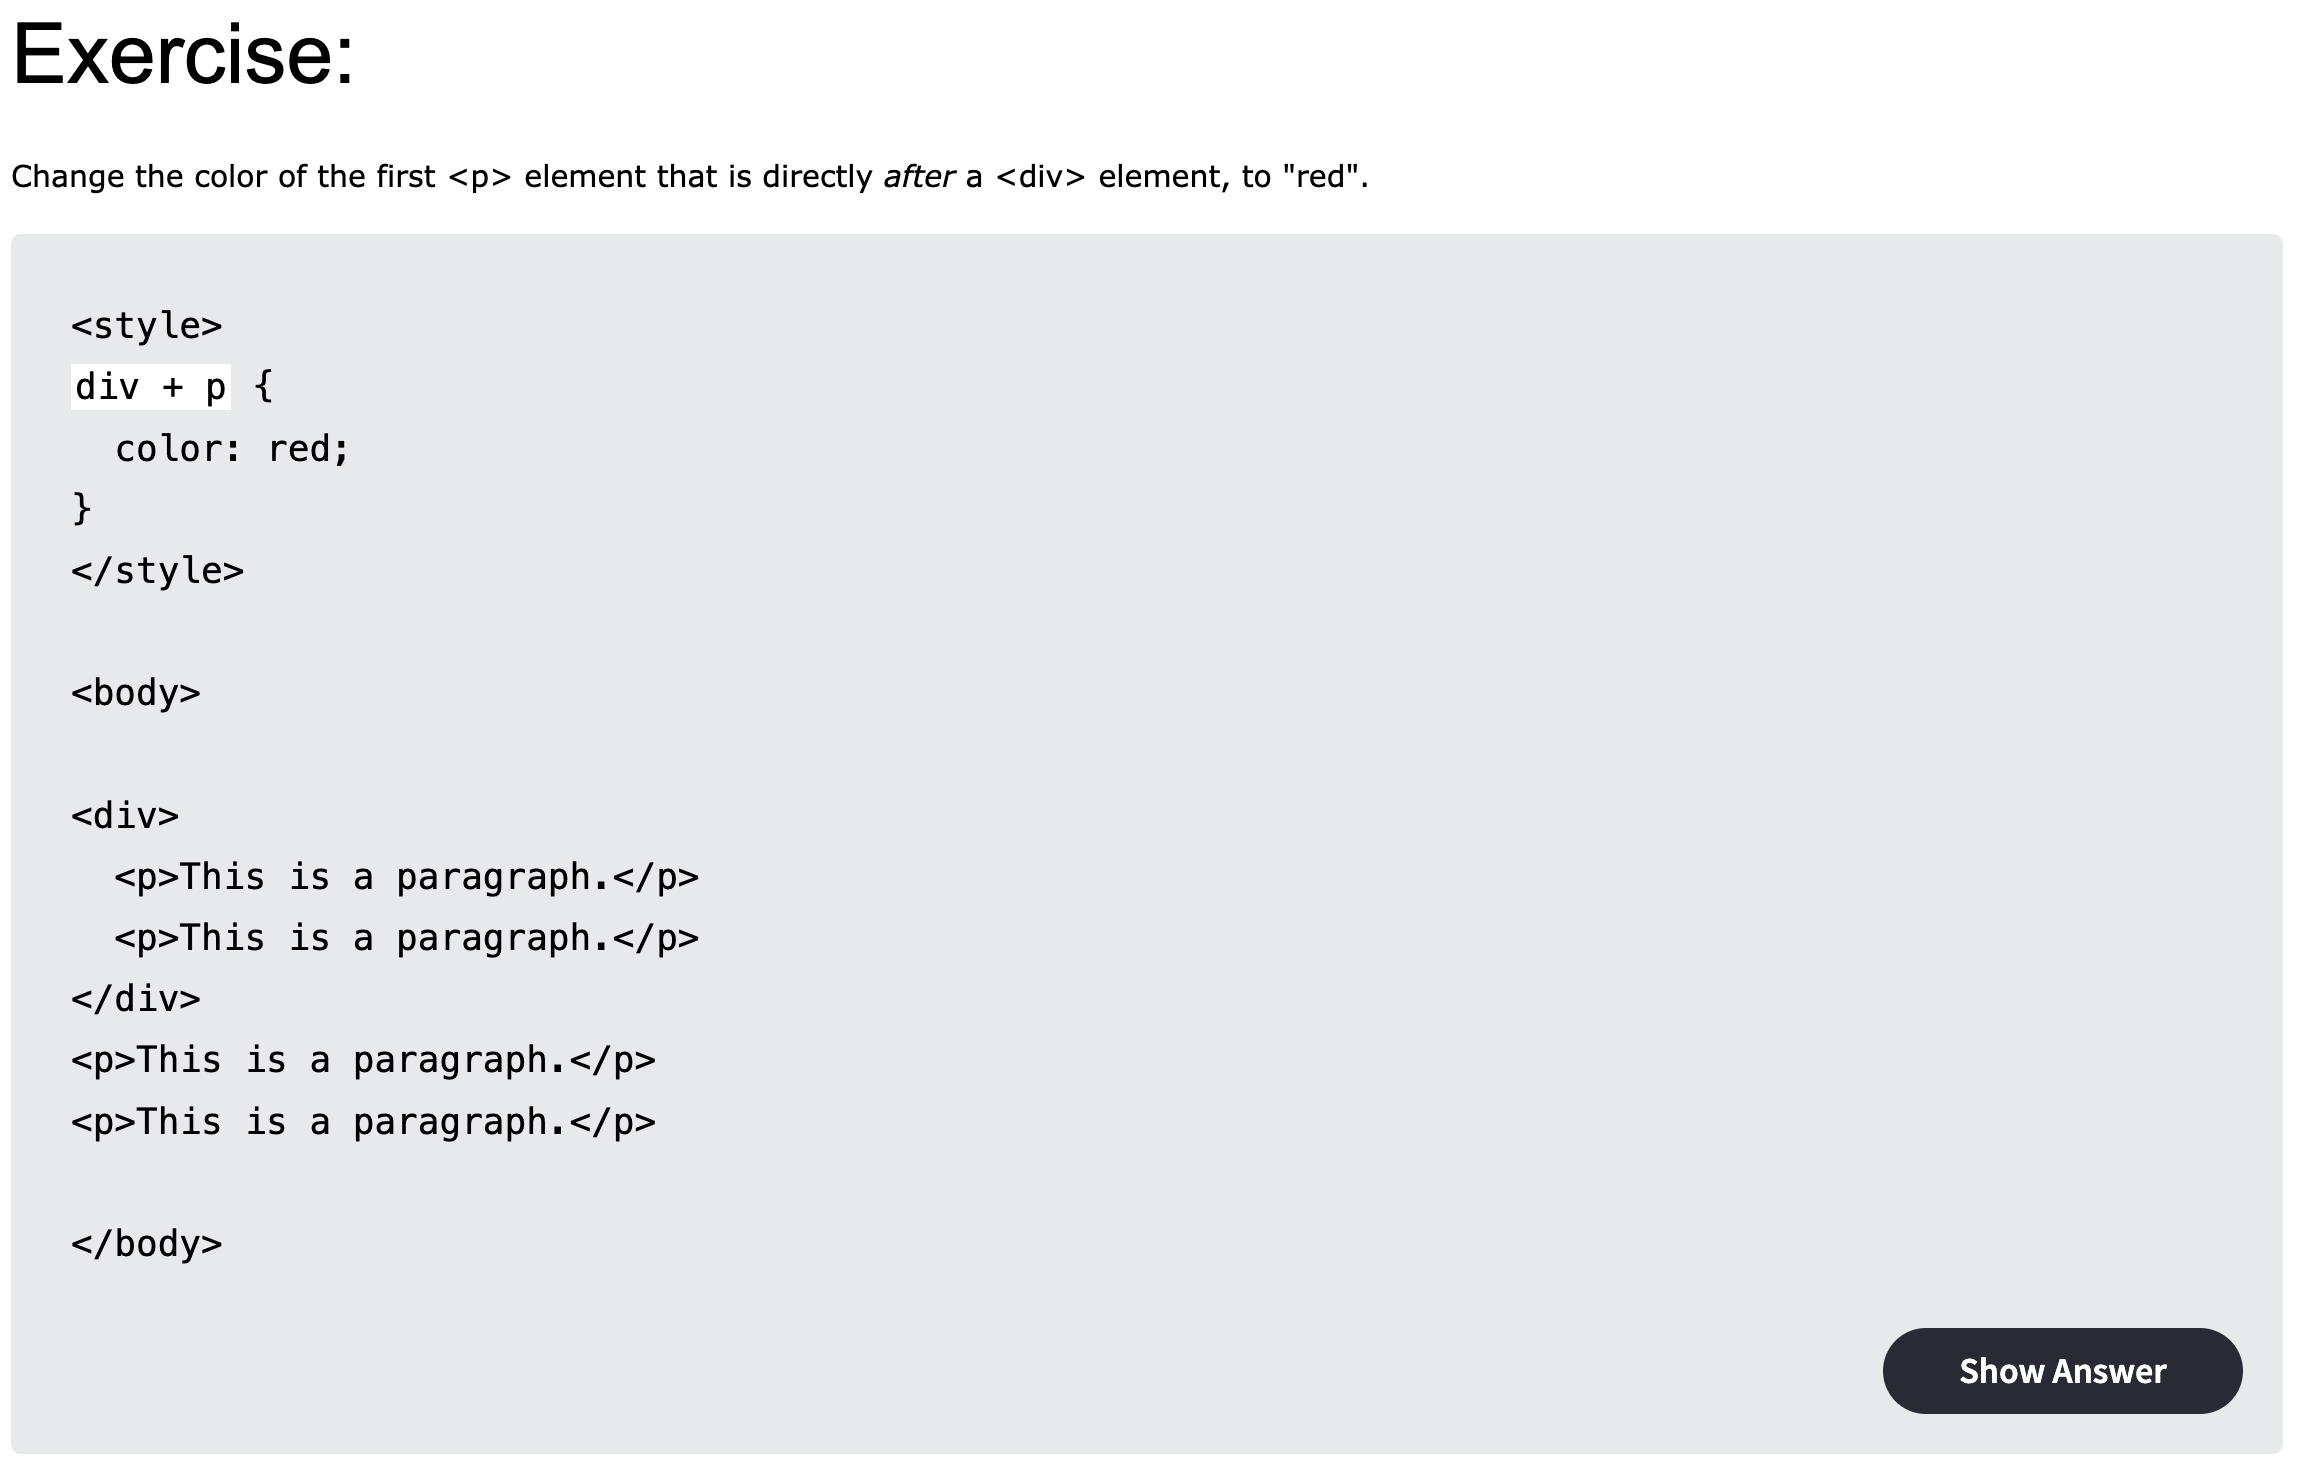 Exercise:
Change the color of the first <p> element that is directly after a <div> element, to "red".
<style>
div + p {
  color: red;
}
</style>
<body>
<div>
  <p>This is a paragraph.</p>
  <p>This is a paragraph.</p>
</div>
<p>This is a paragraph.</p>
<p>This is a paragraph.</p>
</body>
Show Answer